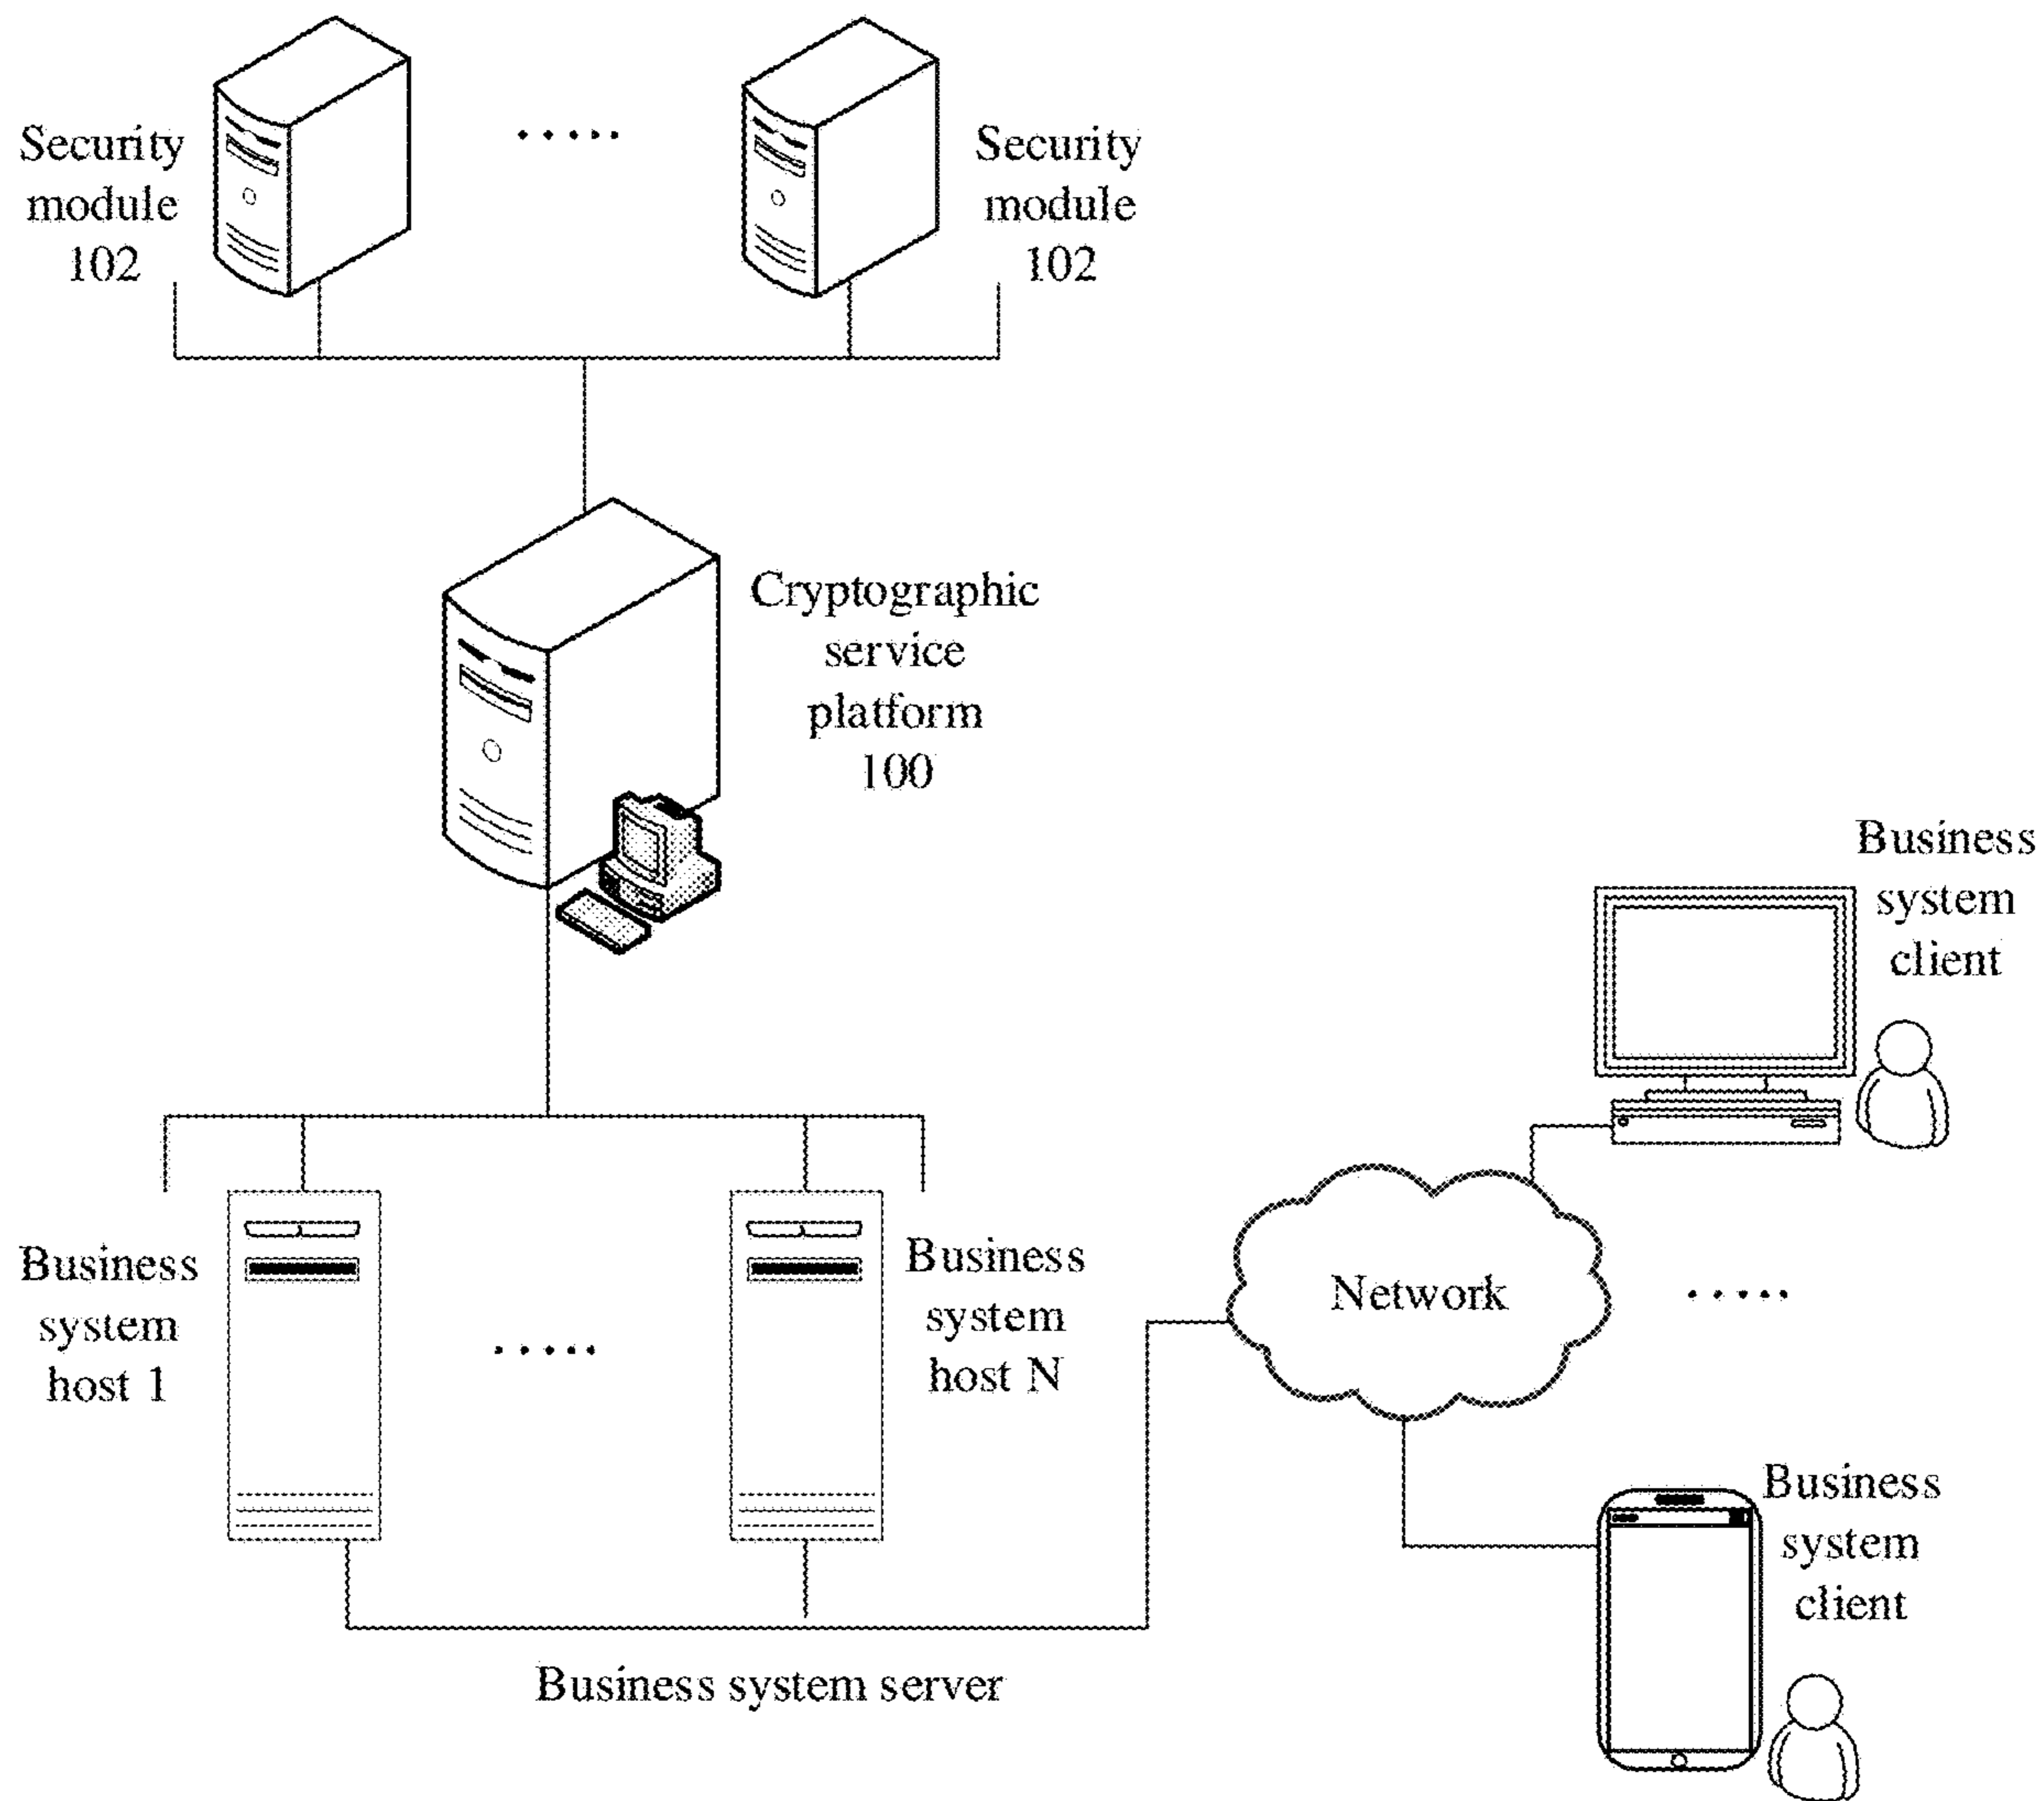 Security
module
102
.....
Security
module
102
Cryptographic
service
platform
100
Business
system
client
Business
system
host 1
.....
Business
system
host N
Network
.....
Business
system
client
Business system server